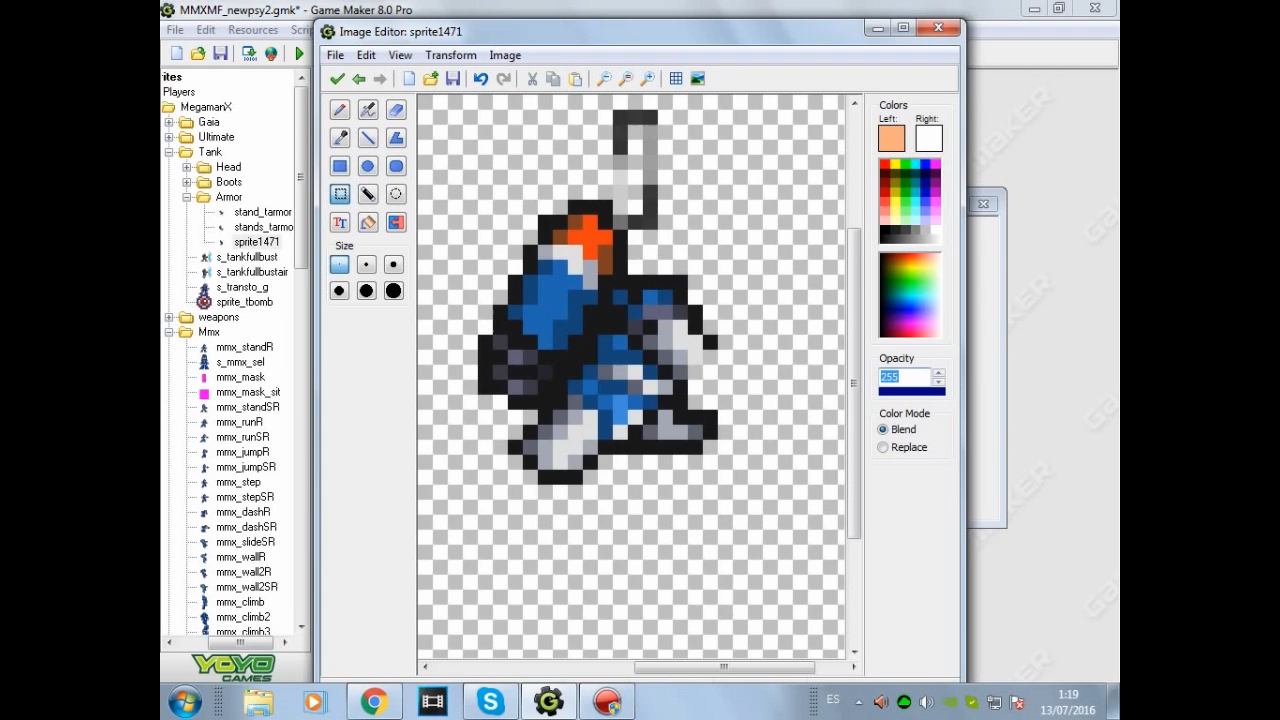 MMXMF_newpsy2.gmk* - Game Maker 8.0 Pro
File Edit Resources Scri
Image Editor: sprite1471
File Edit View Transform Image
rites
Players
MegamanX
Gaia
Ultimate
Tank
Head
Boots
Armor
stand_tarmor
stands_tarmo
sprite1471
s_tankfullbust
s_tankfullbustair
s_transto_g
sprite_tbomb
weapons
Mmx
mmx_standR
s_mmx_sel
mmx_mask
mmx_mask_sit
mmx_standSR
mmx_runR
mmx_runSR
mmx_jumpR
mmx_jumpSR
mmx_step
mmx_stepSR
mmx_dashR
mmx_dashSR
mmx_slideSR
mmx_wallR
mmx_wall2R
mmx_wall2SR
mmx_climb
mmx_climb2
mmx_climb3
YOYO
GAMES
Size
Colors
Left: Right:
Opacity
255
Color Mode
Blend
Replace
ES
1:19
13/07/2016